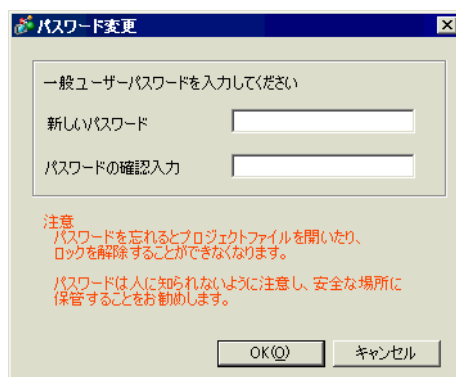 パスワード変更
一般ユーザーパスワードを入力してください
新しいパスワード
パスワードの確認入力
注意
パスワードを忘れるとプロジェクトファイルを開いたり、
ロックを解除することができなくなります。
パスワードは人に知られないように注意し、安全な場所に
保管することをお勧めします。
OK(O)
キャンセル